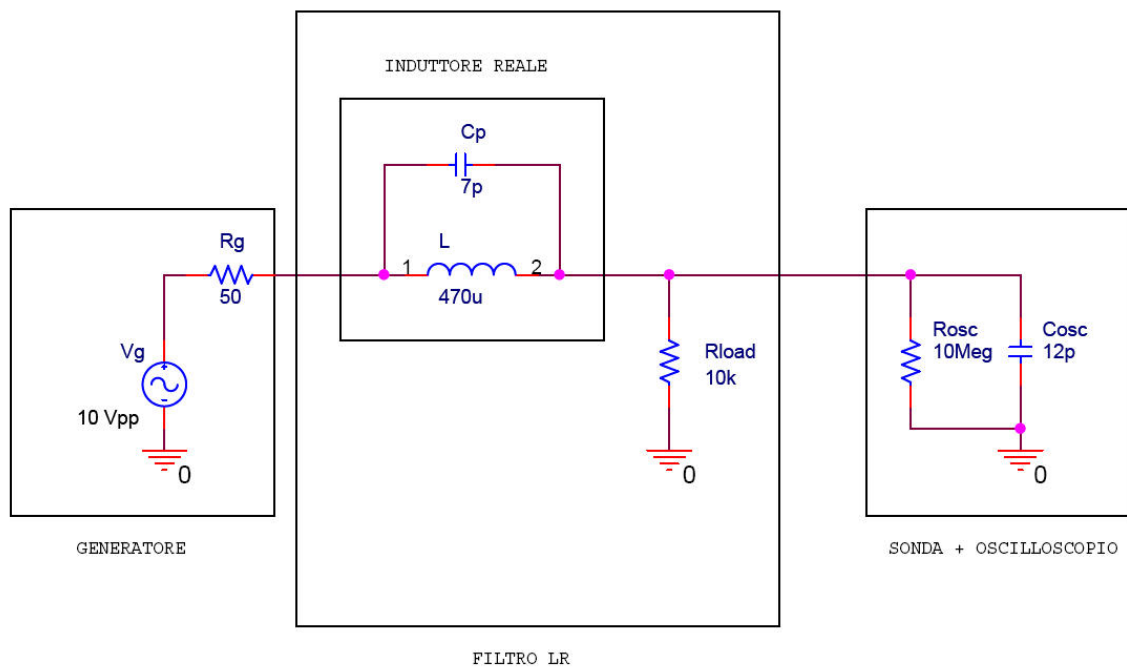 INDUTTORE REALE
Cp
7p
Rg
50
L
1
2
470u
Vg
10 Vpp
0
Rload
10k
0
Rosc
10Meg
Cosc
12p
0
GENERATORE
SONDA + OSCILLOSCOPIO
FILTRO LR